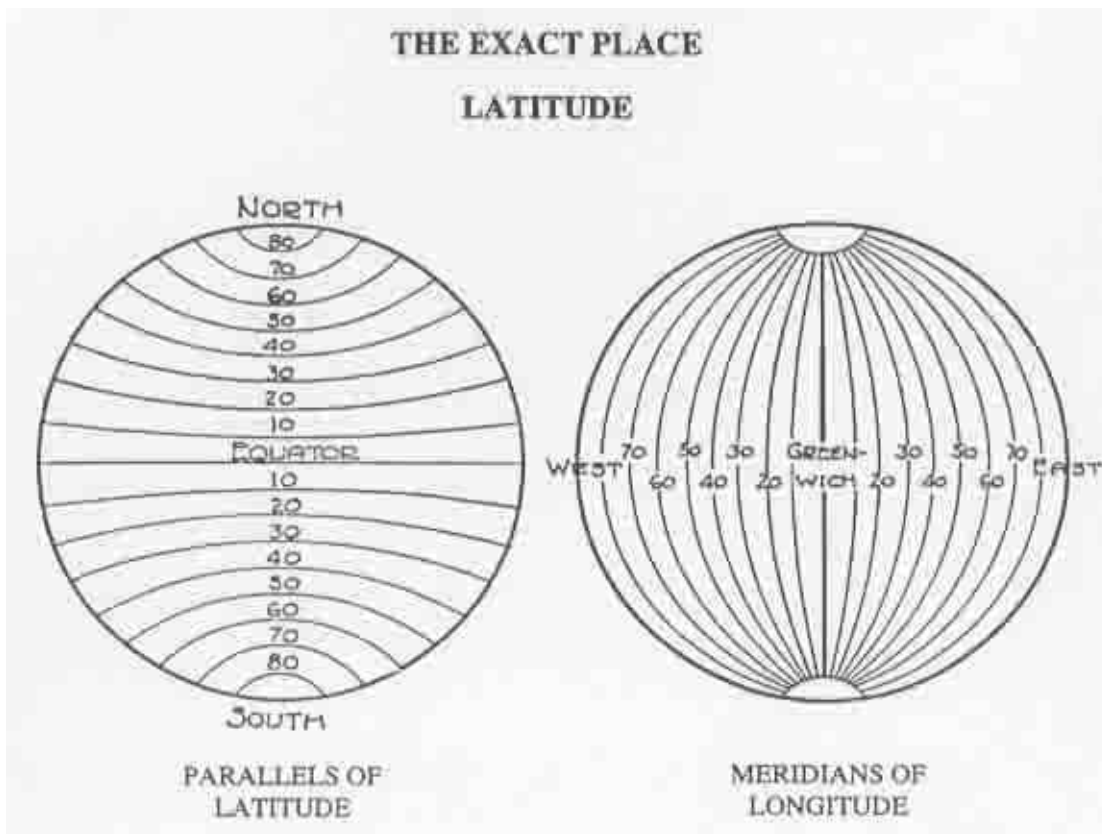 THE EXACT PLACE
LATITUDE
NORTH
80
70
60
50
40
30
20
10
EQUATOR
10
20
30
40
50
60
70
80
SOUTH
70 50 30 GREEN- 30 50 70
WEST 60 40 20 WICH 20 40 60 EAST
PARALLELS OF
LATITUDE
MERIDIANS OF
LONGITUDE